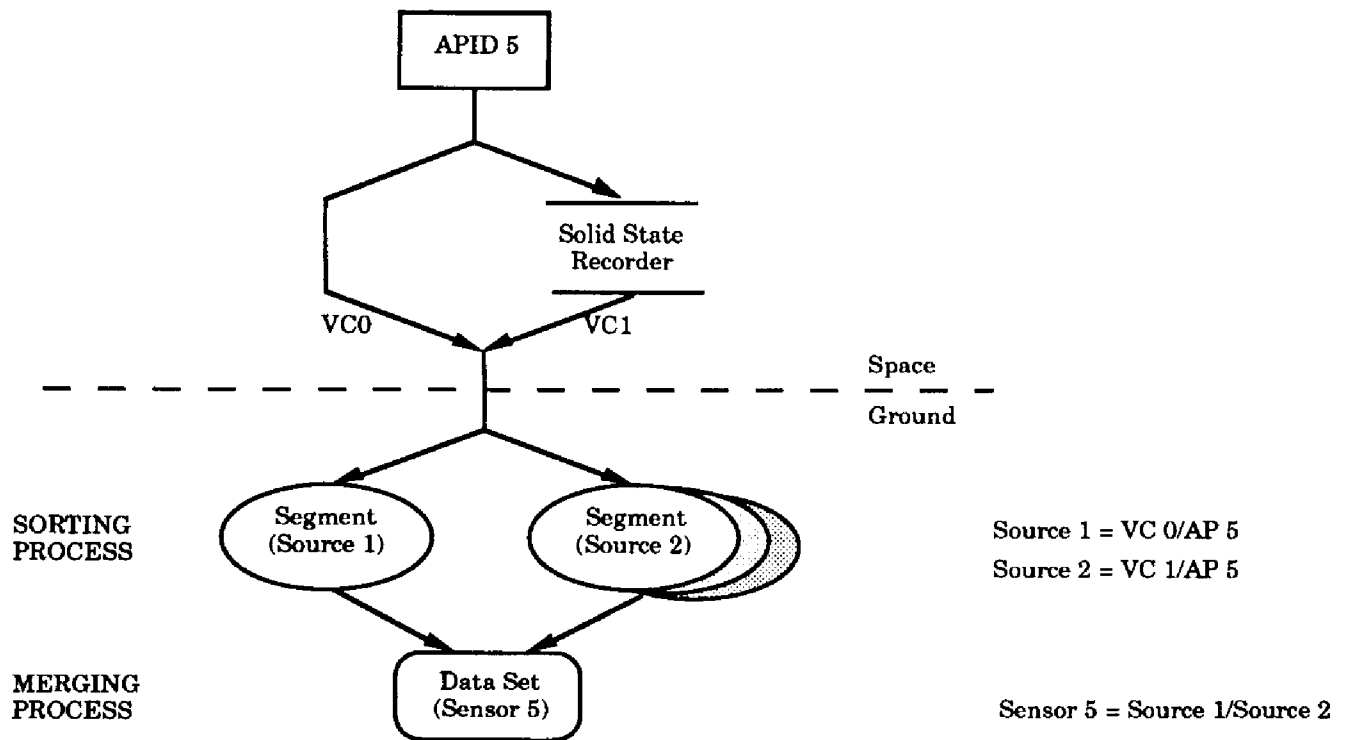 APID 5
Solid State
Recorder
VC0
VC1
Space
Ground
SORTING
PROCESS
Segment
(Source 1)
Segment
(Source 2)
Source 1 = VC 0/AP 5
Source 2 = VC 1/AP 5
MERGING
PROCESS
Data Set
(Sensor 5)
Sensor 5 = Source 1/Source 2